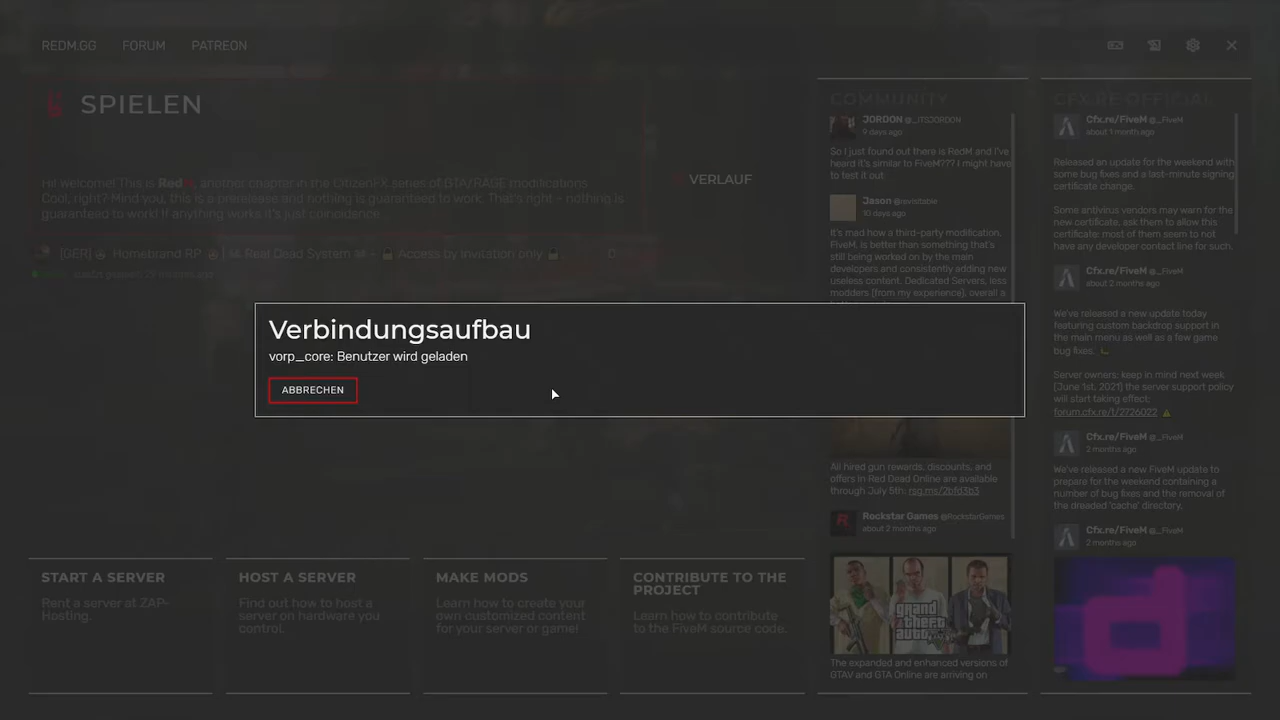 REDM.GG FORUM PATREON
SPIELEN
Hi! welcome! This is Red, another chapter in the CitizenFX series of GTA/RAGE modifications.
Cool, right? Mind you, this is a prerelease and nothing is guaranteed to work. That's right - nothing is
guaranteed to work! If anything works it's just coincidence...
VERLAUF
[GER] Homebrand RP | Real Dead System - Access by invitation only
Verbindungsaufbau
vorp_core: Benutzer wird geladen
ABBRECHEN
START A SERVER
Rent a server at ZAP-
Hosting.
HOST A SERVER
Find out how to host a
server on hardware you
control.
MAKE MODS
Learn how to create your
own customized content
for your server or game!
CONTRIBUTE TO THE
PROJECT
Learn how to contribute
to the FiveM source code.
COMMUNITY
JORDON @_ITSJORDON
9 days ago
So I just found out there is RedM and I've
heard it's similar to FiveM??? I might have
to test it out
Jason @revisitable
10 days ago
It's mad how a third-party modification,
FiveM, is better than something that's
still being worked on by the main
developers and consistently adding new
useless content. Dedicated Servers, less
modders (from my experience), overall a
All hired gun rewards, discounts, and
offers in Red Dead Online are available
through July 5th: rsg.ms/2bfd3b3
Rockstar Games @RockstarGames
about 2 months ago
grand
theft
auto
The expanded and enhanced versions of
GTAV and GTA Online are arriving on
CFX.RE OFFICIAL
Cfx.re/FiveM @_FiveM
about 1 month ago
Released an update for the weekend with
some bug fixes and a last-minute signing
certificate change.
Some antivirus vendors may warn for the
new certificate, ask them to allow this
certificate: most of them seem to not
have any developer contact line for such.
Cfx.re/FiveM @_FiveM
about 2 months ago
We've released a new update today
featuring custom backdrop support in
the main menu as well as a few game
bug fixes.
Server owners: keep in mind next week
(June 1st, 2021) the server support policy
will start taking effect:
forum.cfx.re/t/2726022
Cfx.re/FiveM @_FiveM
2 months ago
We've released a new FiveM update to
prepare for the weekend containing a
number of bug fixes and the removal of
the dreaded 'cache' directory.
Cfx.re/FiveM @_FiveM
2 months ago